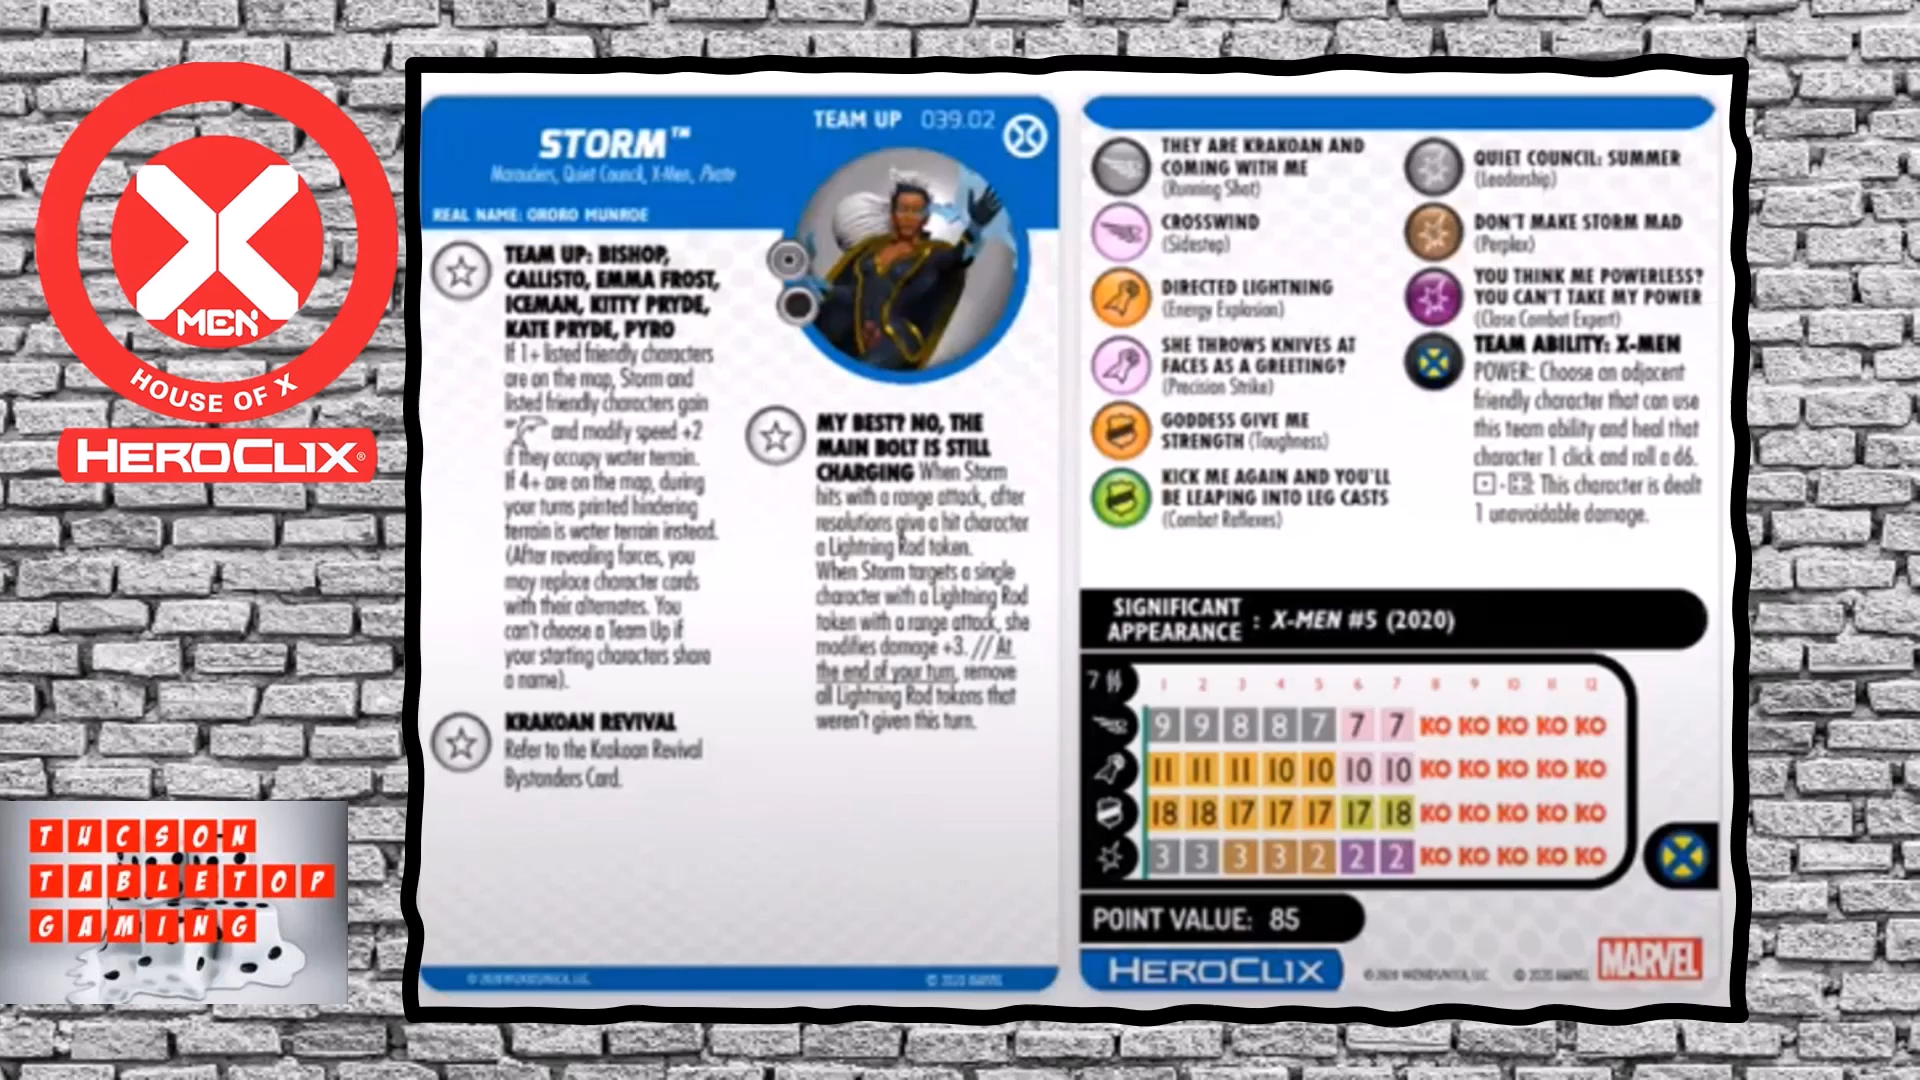 X
MEN
HOUSE OF X
HEROCLIX®
TUCSON
TABLETOP
GAMING
STORM™
TEAM UP 039.02
Marauders, Quiet Council, X-Men, Pirate
REAL NAME: ORORO MUNROE
TEAM UP: BISHOP,
CALLISTO, EMMA FROST,
ICEMAN, KITTY PRYDE,
KATE PRYDE, PYRO
If 1+ listed friendly characters
are on the map, Storm and
listed friendly characters gain
and modify speed +2
if they occupy water terrain.
If 4+ are on the map, during
your turns printed hindering
terrain is water terrain instead.
(After revealing forces, you
may replace character cards
with their alternates. You
can't choose a Team Up if
your starting characters share
a name).
KRAKOAN REVIVAL
Refer to the Krakoan Revival
Bystanders Card.
MY BEST? NO, THE
MAIN BOLT IS STILL
CHARGING When Storm
hits with a range attack, after
resolutions give a hit character
a Lightning Rod token.
When Storm targets a single
character with a Lightning Rod
token with a range attack, she
modifies damage +3. // At
the end of your turn, remove
all Lightning Rod tokens that
weren't given this turn.
© 2020 WIZKIDS/NECA, LLC.
© 2020 MARVEL
THEY ARE KRAKOAN AND
COMING WITH ME
(Running Shot)
CROSSWIND
(Sidestep)
DIRECTED LIGHTNING
(Energy Explosion)
SHE THROWS KNIVES AT
FACES AS A GREETING?
(Precision Strike)
GODDESS GIVE ME
STRENGTH (Toughness)
KICK ME AGAIN AND YOU'LL
BE LEAPING INTO LEG CASTS
(Combat Reflexes)
QUIET COUNCIL: SUMMER
(Leadership)
DON'T MAKE STORM MAD
(Perplex)
YOU THINK ME POWERLESS?
YOU CAN'T TAKE MY POWER
(Close Combat Expert)
TEAM ABILITY: X-MEN
POWER: Choose an adjacent
friendly character that can use
this team ability and heal that
character 1 click and roll a d6.
: This character is dealt
1 unavoidable damage.
SIGNIFICANT
APPEARANCE : X-MEN #5 (2020)
7 1 2 3 4 5 6 7 8 9 10 11 12
9 9 8 8 7 7 7 KO KO KO KO KO
11 11 11 10 10 10 10 KO KO KO KO KO
18 18 17 17 17 17 18 KO KO KO KO KO
3 3 3 3 2 2 2 KO KO KO KO KO
POINT VALUE: 85
HEROCLIX
© 2020 WIZKIDS/NECA, LLC
© 2020 MARVEL
MARVEL